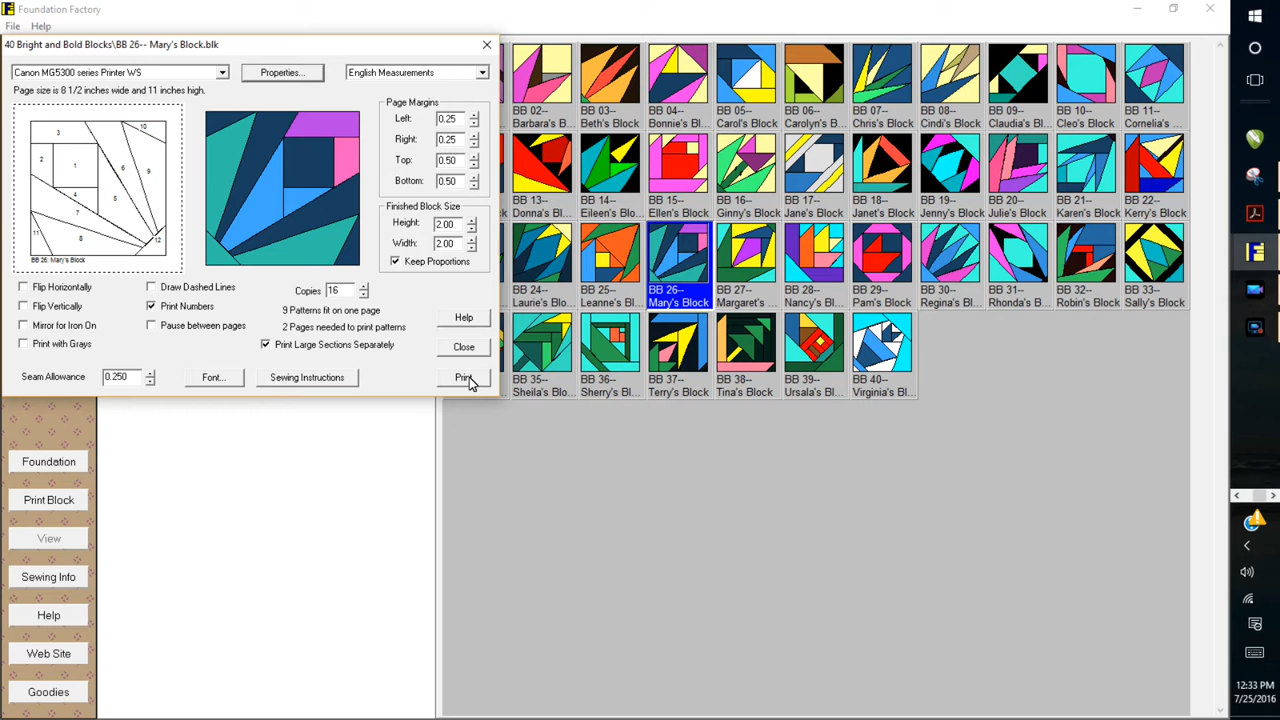 Foundation Factory
File Help
40 Bright and Bold Blocks\BB 26-- Mary's Block.blk
Canon MG5300 series Printer WS
Properties...
English Measurements
Page size is 8 1/2 inches wide and 11 inches high.
Page Margins
Left: 0.25
Right: 0.25
Top: 0.50
Bottom: 0.50
3 10
2 1 6 9
4 5
7
11 8 12
BB 26: Mary's Block
Finished Block Size
Height: 2.00
Width: 2.00
Keep Proportions
Flip Horizontally
Draw Dashed Lines
Copies 16
Flip Vertically
Print Numbers
9 Patterns fit on one page
Mirror for Iron On
Pause between pages
2 Pages needed to print patterns
Print with Grays
Print Large Sections Separately
Help
Close
Seam Allowance 0.250
Font...
Sewing Instructions
Print
Foundation
Print Block
View
Sewing Info
Help
Web Site
Goodies
BB 02--
Barbara's B...
BB 03--
Beth's Block
BB 04--
Bonnie's Bl...
BB 05--
Carol's Block
BB 06--
Carolyn's Bl...
BB 07--
Chris's Block
BB 08--
Cindi's Block
BB 09--
Claudia's Bl...
BB 10--
Cleo's Block
BB 11--
Cornelia's ...
BB 13--
Donna's Bl...
BB 14--
Eileen's Blo...
BB 15--
Ellen's Block
BB 16--
Ginny's Block
BB 17--
Jane's Block
BB 18--
Janet's Block
BB 19--
Jenny's Block
BB 20--
Julie's Block
BB 21--
Karen's Block
BB 22--
Kerry's Block
BB 24--
Laurie's Block
BB 25--
Leanne's Bl...
BB 26--
Mary's Block
BB 27--
Margaret's ...
BB 28--
Nancy's Bl...
BB 29--
Pam's Block
BB 30--
Regina's Bl...
BB 31--
Rhonda's B...
BB 32--
Robin's Block
BB 33--
Sally's Block
BB 35--
Sheila's Blo...
BB 36--
Sherry's Blo...
BB 37--
Terry's Block
BB 38--
Tina's Block
BB 39--
Ursala's Bl...
BB 40--
Virginia's Bl...
12:33 PM
7/25/2016